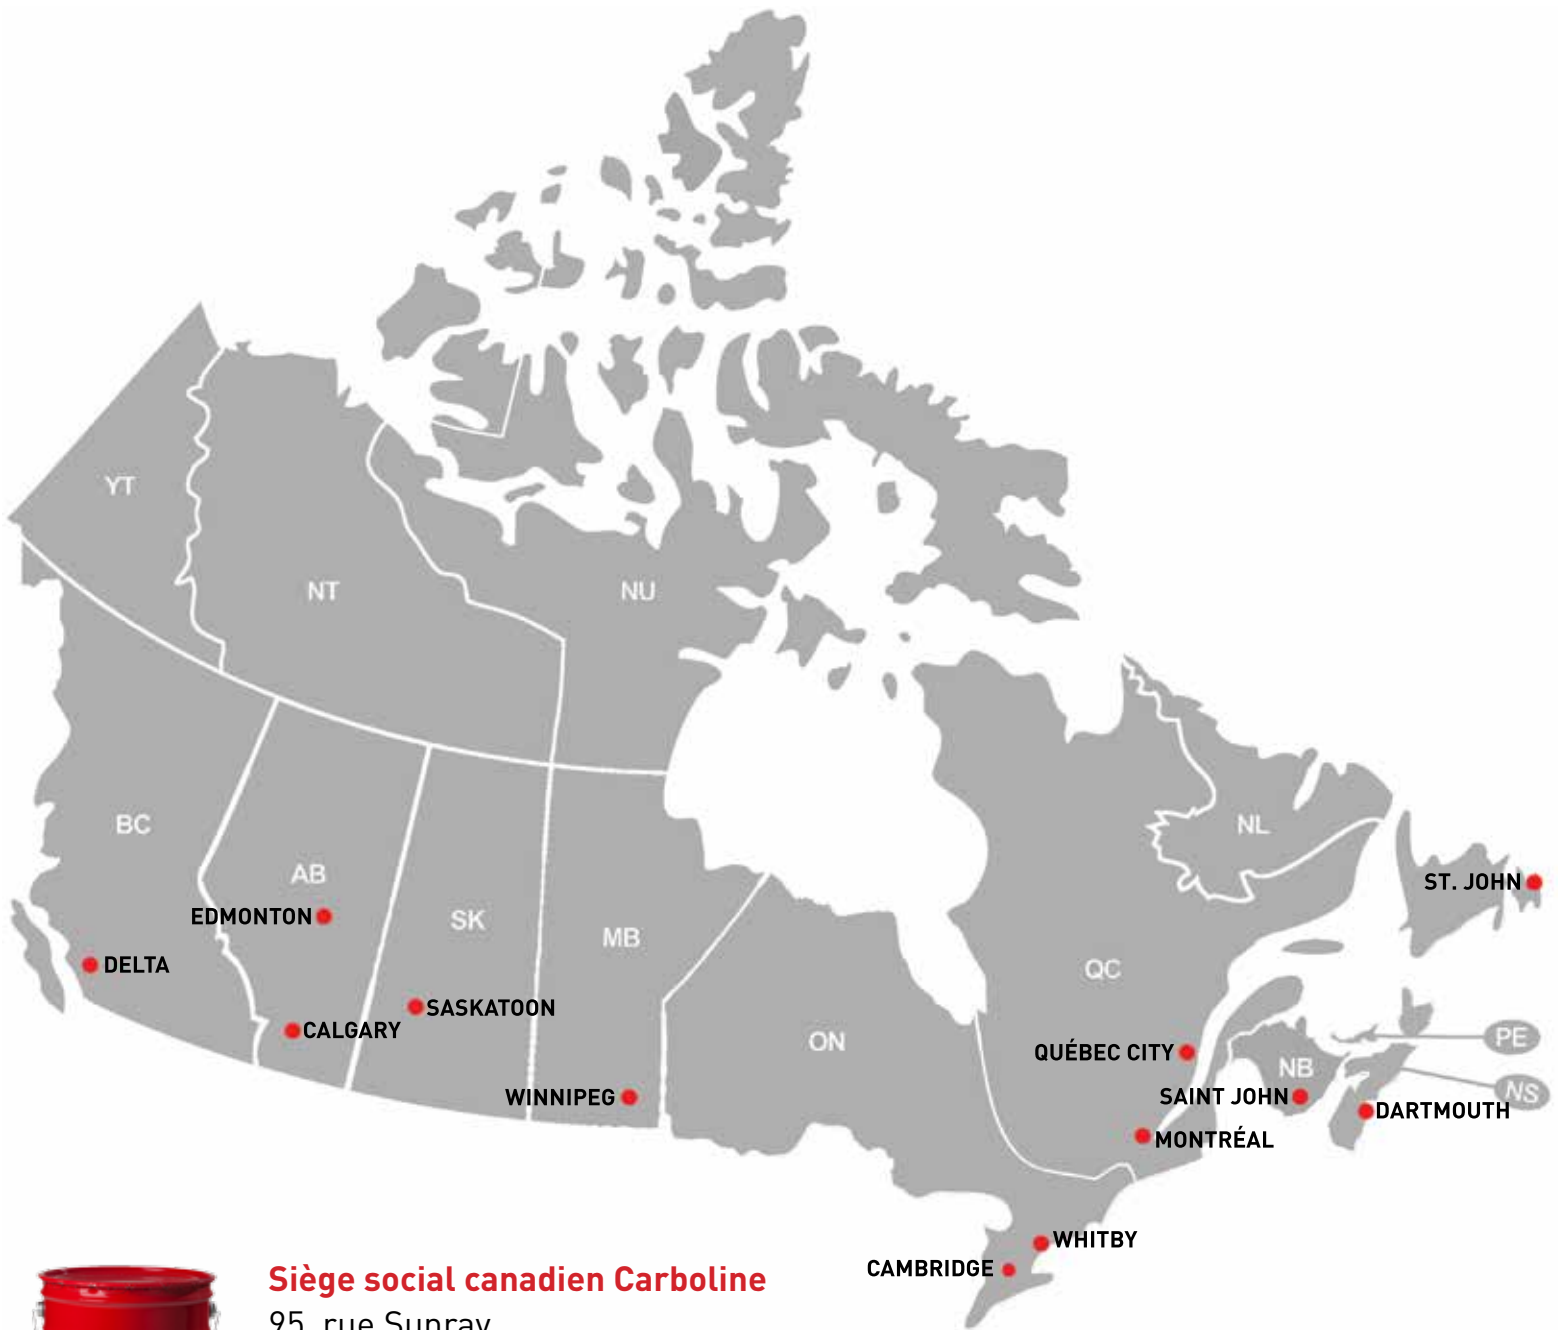 YT
NT
NU
BC
AB
NL
ST. JOHN
EDMONTON
SK
MB
DELTA
QC
SASKATOON
CALGARY
ON
PE
QUÉBEC CITY
NB
NS
WINNIPEG
SAINT JOHN
DARTMOUTH
MONTRÉAL
WHITBY
CAMBRIDGE
Siège social canadien Carboline
95, rue Sunray